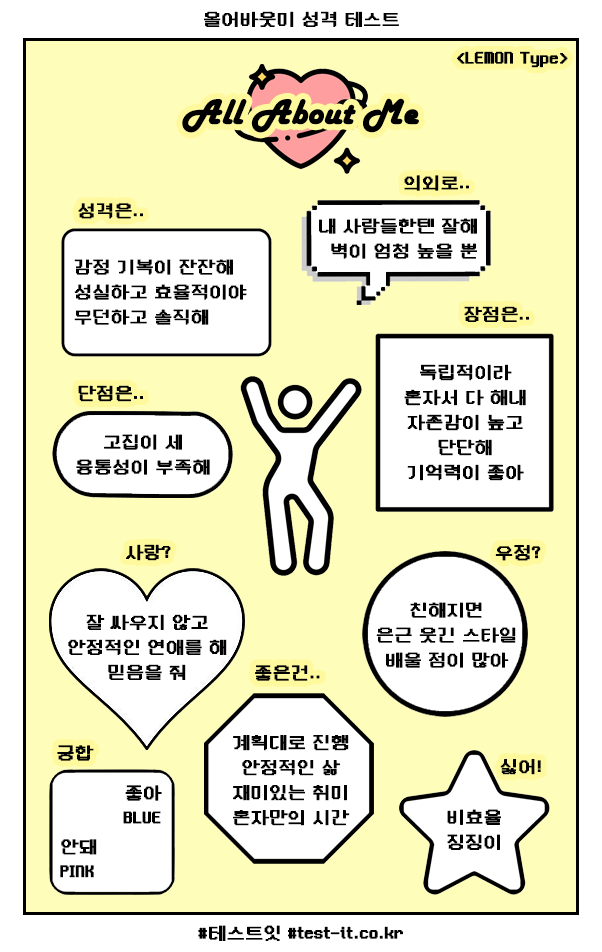 올어바웃미 성격 테스트
<LEMON Type>
All About Me
의외로..
내 사람들한텐 잘해
벽이 엄청 높을 뿐
성격은..
감정 기복이 잔잔해
성실하고 효율적이야
무던하고 솔직해
장점은..
독립적이라
혼자서 다 해내
자존감이 높고
단단해
기억력이 좋아
단점은..
고집이 세
융통성이 부족해
사랑?
잘 싸우지 않고
안정적인 연애를 해
믿음을 줘
우정?
친해지면
은근 웃긴 스타일
배울 점이 많아
좋은건..
계획대로 진행
안정적인 삶
재미있는 취미
혼자만의 시간
궁합
좋아
BLUE
안돼
PINK
싫어!
비효율
징징이
#테스트잇 #test-it.co.kr